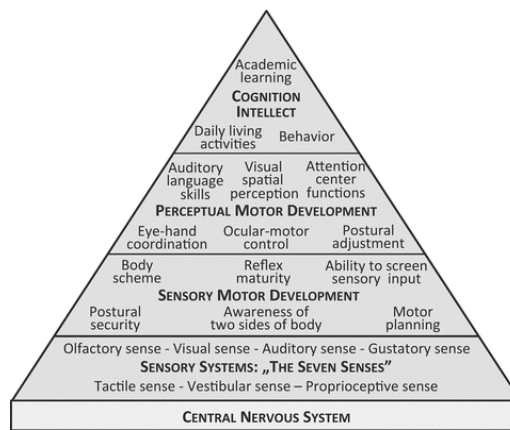 Academic
learning
COGNITION
INTELLECT
Daily living
activities
Behavior
Auditory
language
skills
Visual
spatial
perception
Attention
center
functions
PERCEPTUAL MOTOR DEVELOPMENT
Eye-hand
coordination
Ocular-motor
control
Postural
adjustment
Body
scheme
Reflex
maturity
Ability to screen
sensory input
SENSORY MOTOR DEVELOPMENT
Postural
security
Awareness of
two sides of body
Motor
planning
Olfactory sense - Visual sense - Auditory sense - Gustatory sense
SENSORY SYSTEMS: „THE SEVEN SENSES”
Tactile sense - Vestibular sense – Proprioceptive sense
CENTRAL NERVOUS SYSTEM